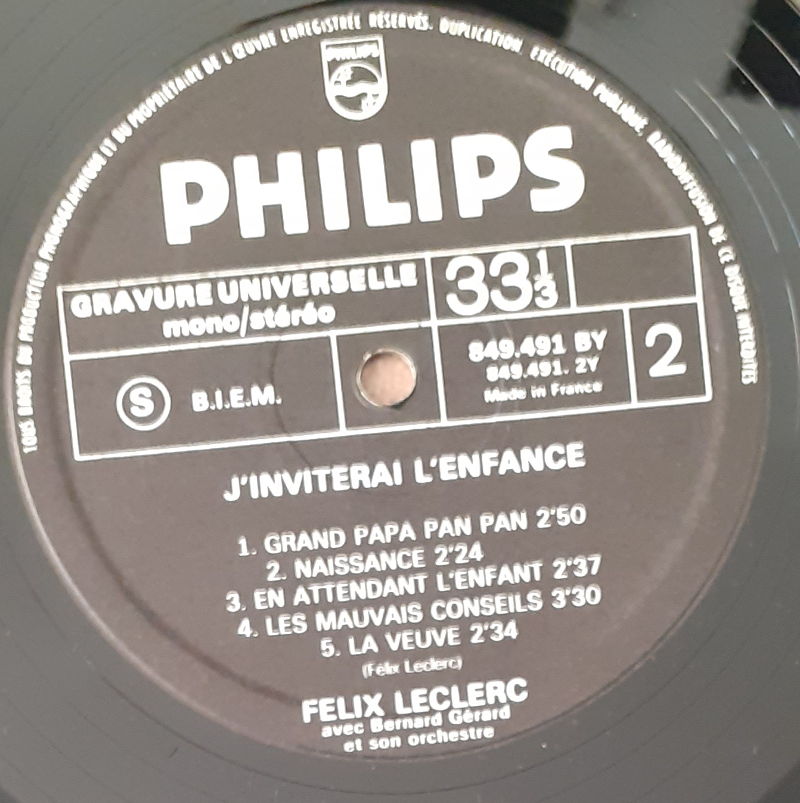 TOUS DROITS DU PRODUCTEUR PHONOGRAPHIQUE ET DU PROPRIÉTAIRE DE L'ŒUVRE ENREGISTRÉE RÉSERVÉS. DUPLICATION, EXÉCUTION PUBLIQUE, RADIODIFFUSION DE CE DISQUE INTERDITES
PHILIPS
PHILIPS
GRAVURE UNIVERSELLE
mono/stéréo
33 1/3
S
B.I.E.M.
849.491 BY
849.491. 2Y
Made in France
2
J'INVITERAI L'ENFANCE
1. GRAND PAPA PAN PAN 2'50
2. NAISSANCE 2'24
3. EN ATTENDANT L'ENFANT 2'37
4. LES MAUVAIS CONSEILS 3'30
5. LA VEUVE 2'34
(Félix Leclerc)
FELIX LECLERC
avec Bernard Gérard
et son orchestre